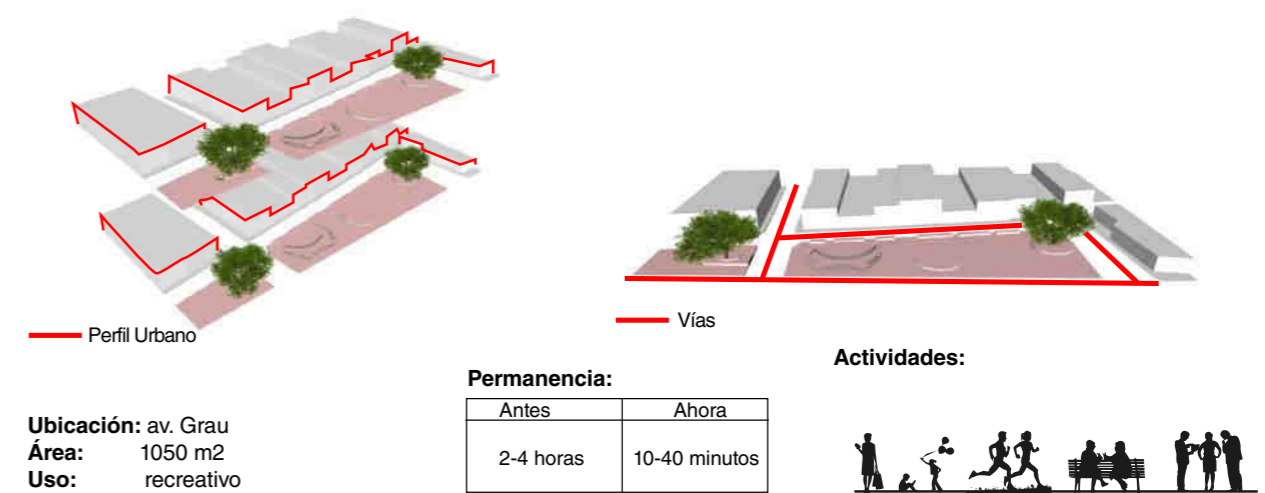 Perfil Urbano
Vías
Actividades:
Permanencia:
Antes Ahora
2-4 horas 10-40 minutos
Ubicación: av. Grau
Área: 1050 m2
Uso: recreativo